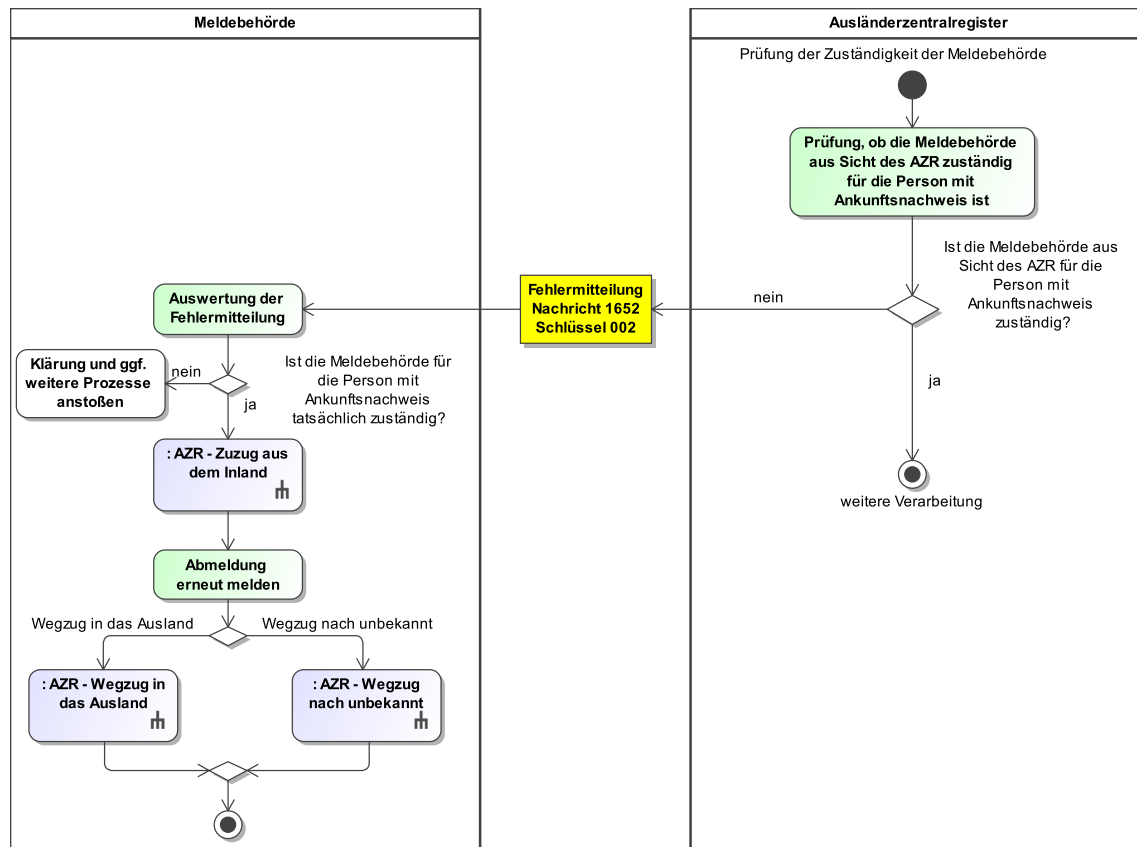 Meldebehörde
Ausländerzentralregister
Prüfung der Zuständigkeit der Meldebehörde
Prüfung, ob die Meldebehörde
aus Sicht des AZR zuständig
für die Person mit
Ankunftsnachweis ist
Ist die Meldebehörde aus
Sicht des AZR für die
Person mit
Ankunftsnachweis
zuständig?
nein
ja
weitere Verarbeitung
Fehlermitteilung
Nachricht 1652
Schlüssel 002
Auswertung der
Fehlermitteilung
Ist die Meldebehörde für
die Person mit
Ankunftsnachweis
tatsächlich zuständig?
nein
Klärung und ggf.
weitere Prozesse
anstoßen
ja
: AZR - Zuzug aus
dem Inland
Abmeldung
erneut melden
Wegzug in das Ausland
Wegzug nach unbekannt
: AZR - Wegzug in
das Ausland
: AZR - Wegzug
nach unbekannt